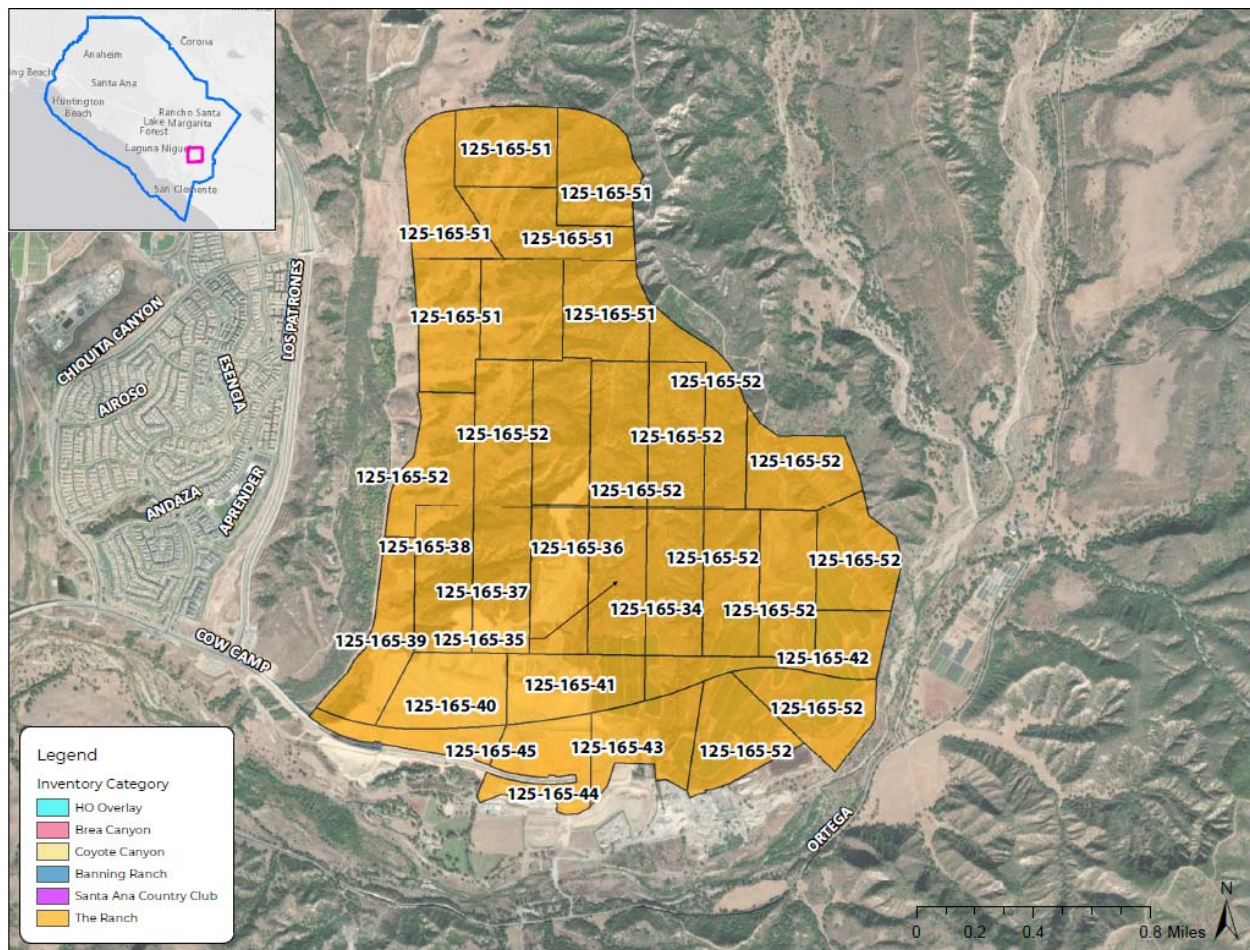 Corona
Anaheim
ing Beach
Santa Ana
Huntington
Beach
Rancho Santa
Lake Margarita
Forest
Laguna Niguel
San Clemente
125-165-51
125-165-51
125-165-51
125-165-51
125-165-51
125-165-51
CHIQUITA CANYON
LOS PATRONES
ESENCIA
AIROSO
125-165-52
125-165-52
125-165-52
125-165-52
125-165-52
125-165-52
ANDAZA
APRENDER
125-165-38
125-165-36
125-165-52
125-165-52
125-165-37
125-165-34
125-165-52
125-165-39
125-165-35
COW CAMP
125-165-42
125-165-41
125-165-40
125-165-52
125-165-45
125-165-43
125-165-52
125-165-44
ORTEGA
Legend
Inventory Category
HO Overlay
Brea Canyon
Coyote Canyon
Banning Ranch
Santa Ana Country Club
The Ranch
N
0 0.2 0.4 0.8 Miles